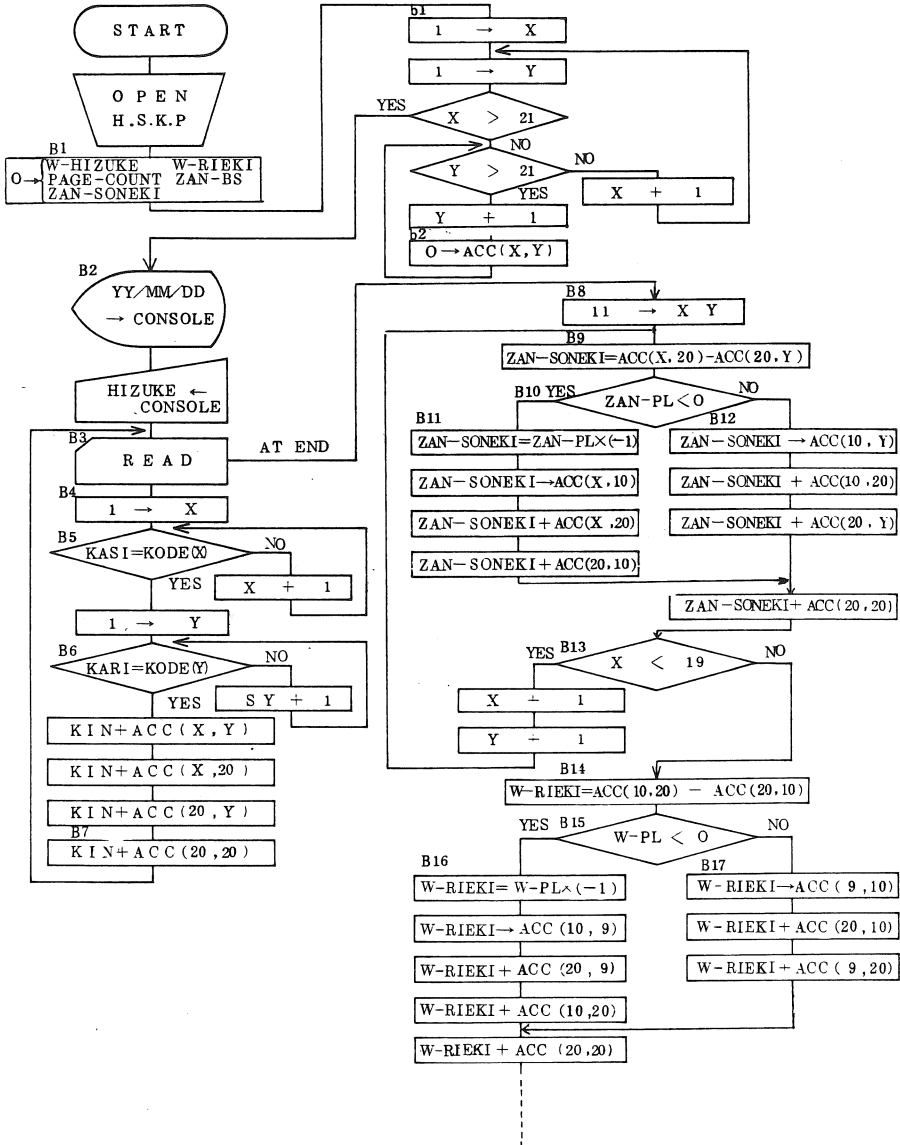 START
OPEN
H.S.K.P
B1
O→
W-HIZUKE W-RIEKI
PAGE-COUNT ZAN-BS
ZAN-SONEKI
b1
1 → X
1 → Y
YES
X > 21
NO
Y > 21
NO
YES
X + 1
Y + 1
b2
O→ACC(X,Y)
B2
YY/MM/DD
→ CONSOLE
HIZUKE ←
CONSOLE
B3
READ
AT END
B4
1 → X
B5
KASI=KODE(X)
NO
YES
X + 1
1 → Y
B6
KARI=KODE(Y)
NO
YES
SY + 1
KIN+ACC(X,Y)
KIN+ACC(X,20)
KIN+ACC(20,Y)
B7
KIN+ACC(20,20)
B8
11 → X Y
B9
ZAN-SONEKI=ACC(X,20)-ACC(20,Y)
B10 YES
ZAN-PL<O
NO
B11
ZAN-SONEKI=ZAN-PL×(-1)
ZAN-SONEKI→ACC(X,10)
ZAN-SONEKI+ACC(X,20)
ZAN-SONEKI+ACC(20,10)
B12
ZAN-SONEKI→ACC(10,Y)
ZAN-SONEKI + ACC(10,20)
ZAN-SONEKI + ACC(20,Y)
ZAN-SONEKI+ACC(20,20)
YES B13
X < 19
NO
X + 1
Y + 1
B14
W-RIEKI=ACC(10,20) - ACC(20,10)
YES B15
W-PL < O
NO
B16
W-RIEKI=W-PL×(-1)
W-RIEKI→ACC(10,9)
W-RIEKI+ACC(20,9)
W-RIEKI+ACC(10,20)
B17
W-RIEKI→ACC(9,10)
W-RIEKI+ACC(20,10)
W-RIEKI+ACC(9,20)
W-RIEKI+ACC(20,20)